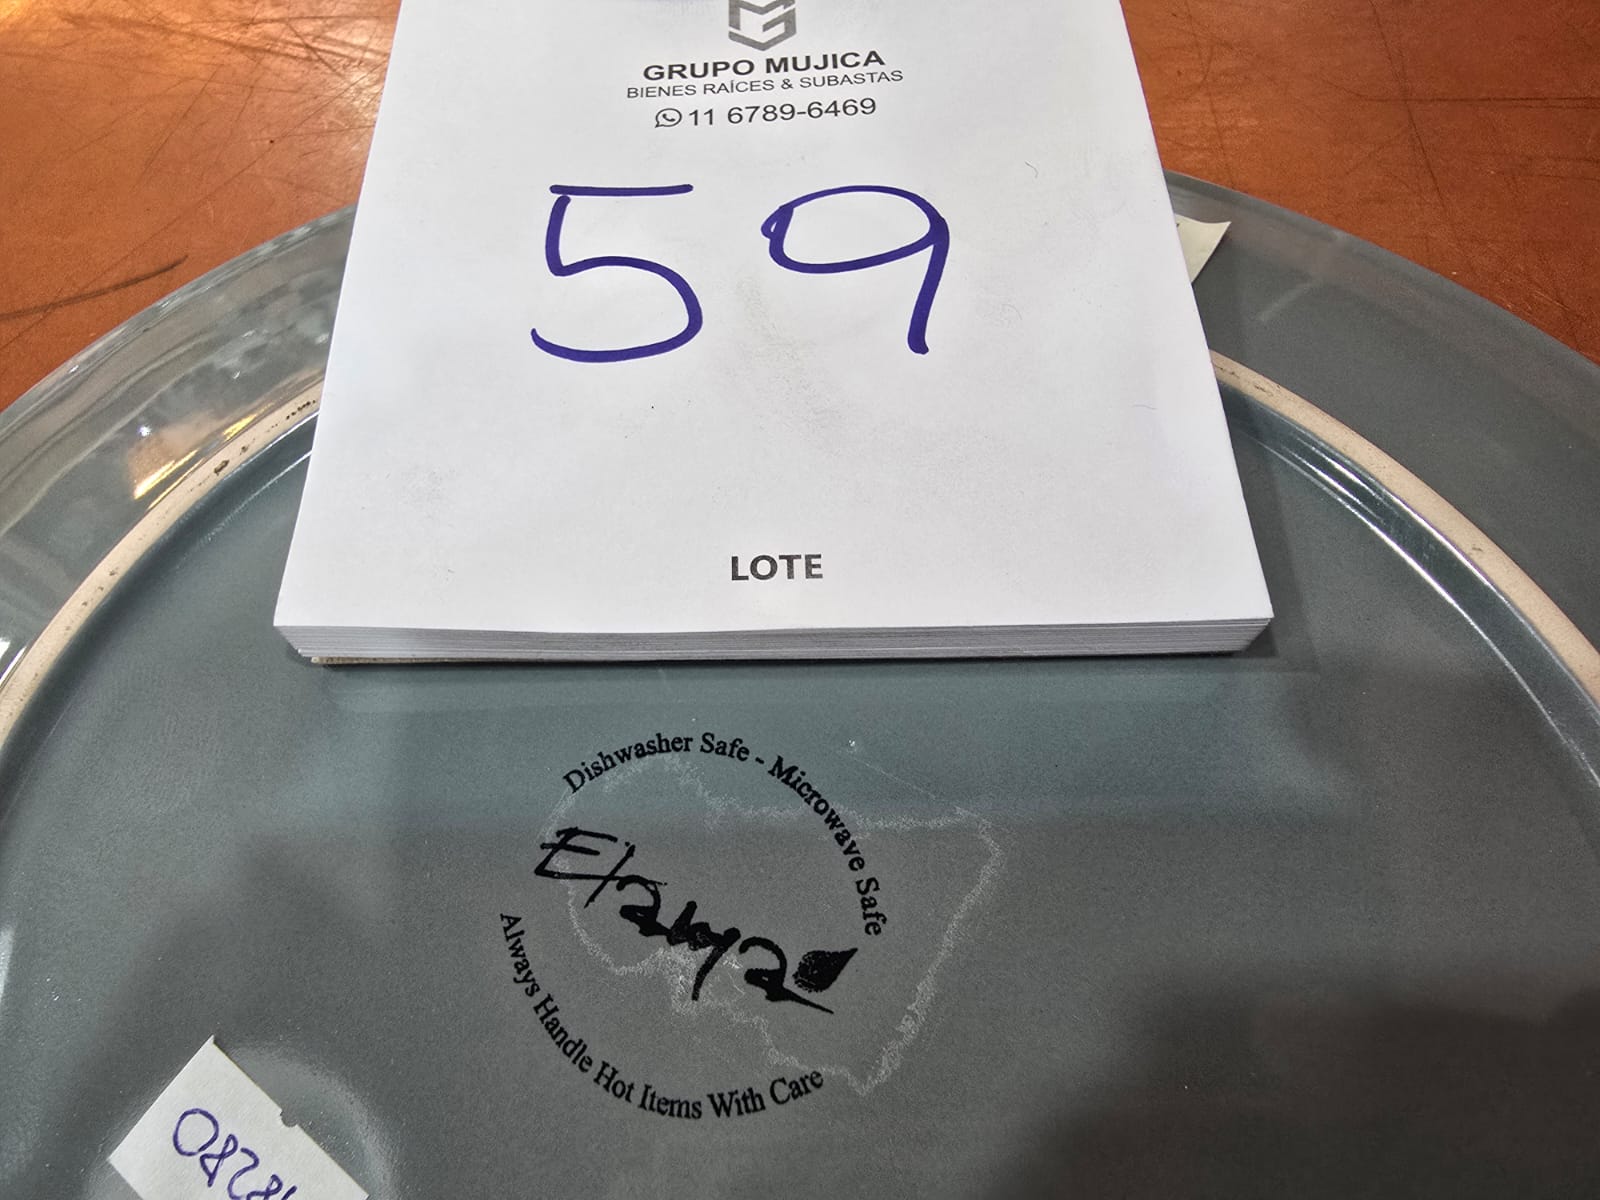 GRUPO MUJICA
BIENES RAÍCES & SUBASTAS
11 6789-6469
59
LOTE
Dishwasher Safe - Microwave Safe
Elanya
Always Handle Hot Items With Care